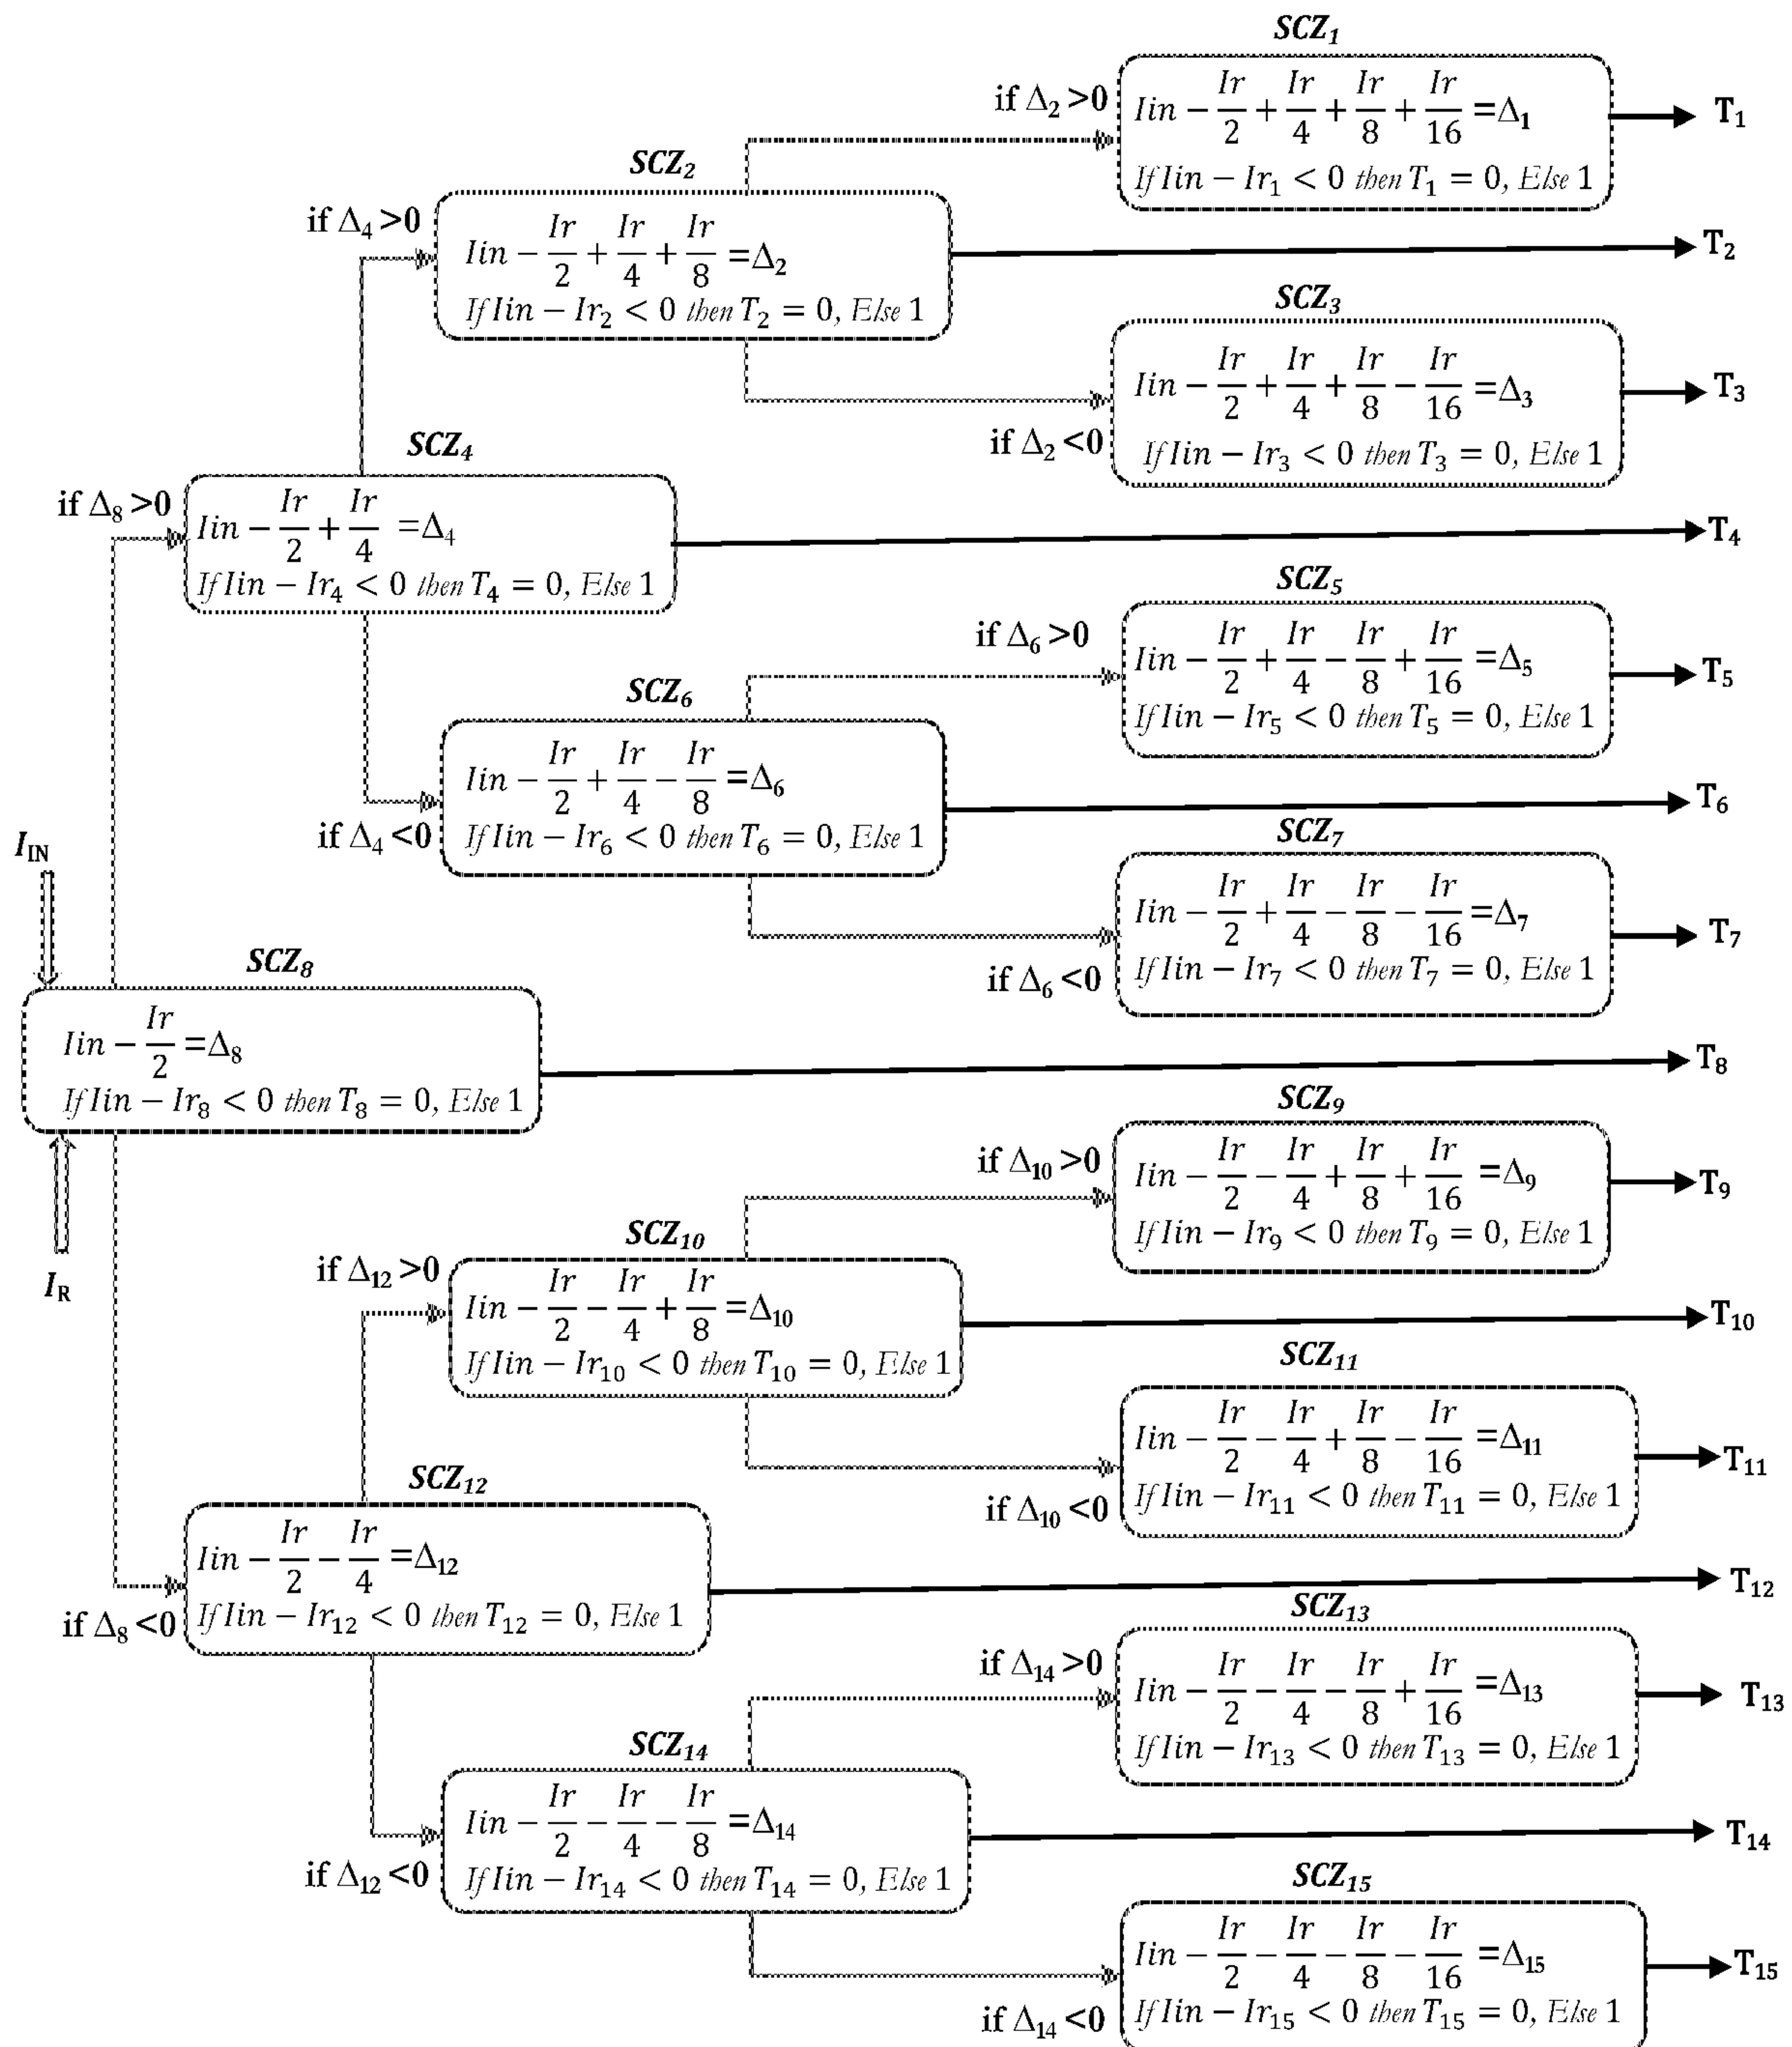 SCZ₁
if Δ₂ >0
Iin − Ir/2 + Ir/4 + Ir/8 + Ir/16 =Δ₁
If Iin − Ir₁ < 0 then T₁ = 0, Else 1
T₁
SCZ₂
if Δ₄ >0
Iin − Ir/2 + Ir/4 + Ir/8 =Δ₂
If Iin − Ir₂ < 0 then T₂ = 0, Else 1
T₂
SCZ₃
Iin − Ir/2 + Ir/4 + Ir/8 − Ir/16 =Δ₃
if Δ₂ <0
If Iin − Ir₃ < 0 then T₃ = 0, Else 1
T₃
SCZ₄
if Δ₈ >0
Iin − Ir/2 + Ir/4 =Δ₄
If Iin − Ir₄ < 0 then T₄ = 0, Else 1
T₄
SCZ₅
if Δ₆ >0
Iin − Ir/2 + Ir/4 − Ir/8 + Ir/16 =Δ₅
If Iin − Ir₅ < 0 then T₅ = 0, Else 1
T₅
SCZ₆
Iin − Ir/2 + Ir/4 − Ir/8 =Δ₆
if Δ₄ <0
If Iin − Ir₆ < 0 then T₆ = 0, Else 1
T₆
SCZ₇
Iin − Ir/2 + Ir/4 − Ir/8 − Ir/16 =Δ₇
if Δ₆ <0
If Iin − Ir₇ < 0 then T₇ = 0, Else 1
T₇
I_IN
SCZ₈
Iin − Ir/2 =Δ₈
If Iin − Ir₈ < 0 then T₈ = 0, Else 1
T₈
I_R
SCZ₉
if Δ₁₀ >0
Iin − Ir/2 − Ir/4 + Ir/8 + Ir/16 =Δ₉
If Iin − Ir₉ < 0 then T₉ = 0, Else 1
T₉
SCZ₁₀
if Δ₁₂ >0
Iin − Ir/2 − Ir/4 + Ir/8 =Δ₁₀
If Iin − Ir₁₀ < 0 then T₁₀ = 0, Else 1
T₁₀
SCZ₁₁
Iin − Ir/2 − Ir/4 + Ir/8 − Ir/16 =Δ₁₁
if Δ₁₀ <0
If Iin − Ir₁₁ < 0 then T₁₁ = 0, Else 1
T₁₁
SCZ₁₂
Iin − Ir/2 − Ir/4 =Δ₁₂
if Δ₈ <0
If Iin − Ir₁₂ < 0 then T₁₂ = 0, Else 1
T₁₂
SCZ₁₃
if Δ₁₄ >0
Iin − Ir/2 − Ir/4 − Ir/8 + Ir/16 =Δ₁₃
If Iin − Ir₁₃ < 0 then T₁₃ = 0, Else 1
T₁₃
SCZ₁₄
Iin − Ir/2 − Ir/4 − Ir/8 =Δ₁₄
if Δ₁₂ <0
If Iin − Ir₁₄ < 0 then T₁₄ = 0, Else 1
T₁₄
SCZ₁₅
Iin − Ir/2 − Ir/4 − Ir/8 − Ir/16 =Δ₁₅
if Δ₁₄ <0
If Iin − Ir₁₅ < 0 then T₁₅ = 0, Else 1
T₁₅